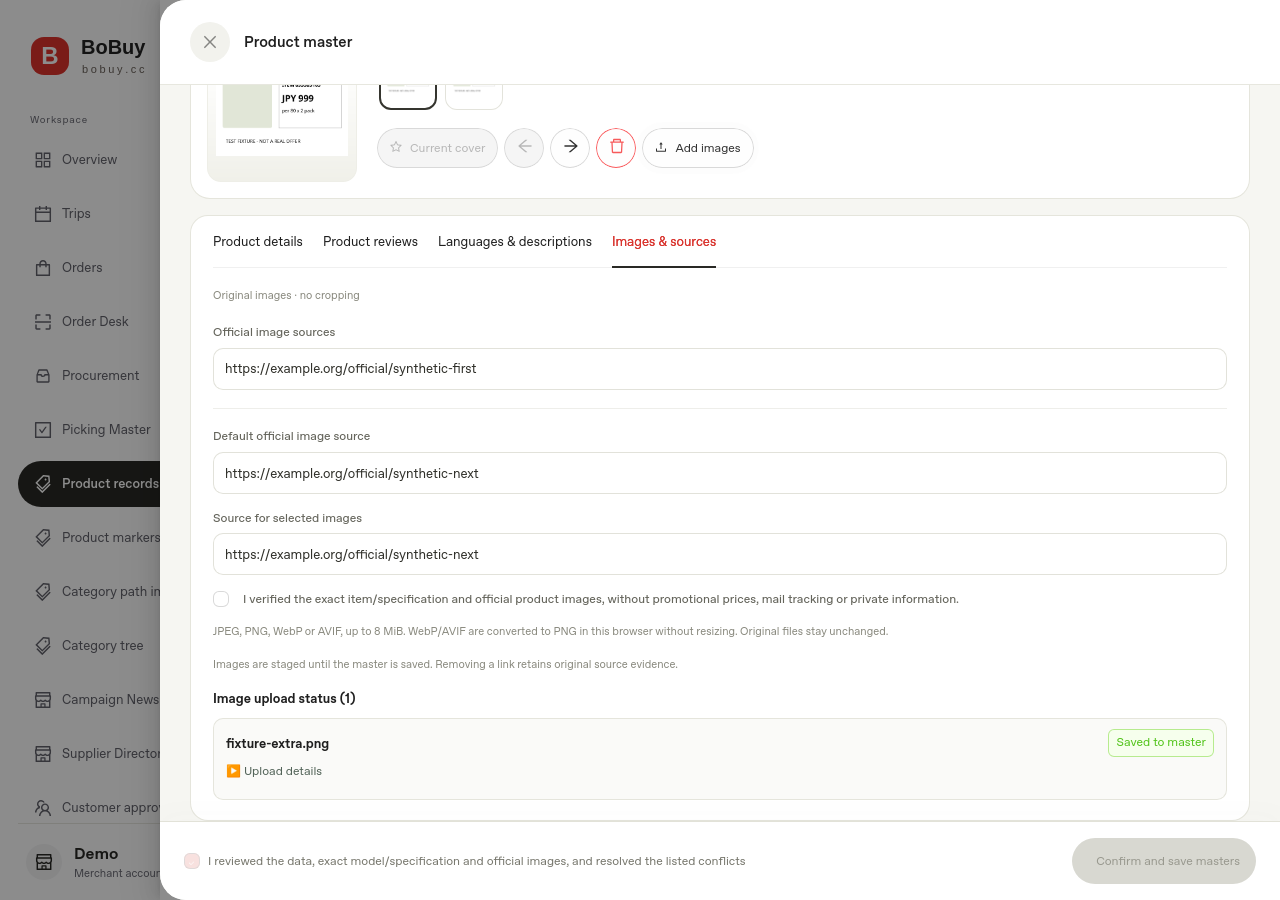 B
BoBuy
bobuy.cc
Workspace
Overview
Trips
Orders
Order Desk
Procurement
Picking Master
Product records
Product markers
Category path in
Category tree
Campaign News
Supplier Director
Customer appro
Demo
Merchant accoun
Product master
JPY 999
per 80 x 2 pack
TEST FIXTURE · NOT A REAL OFFER
Current cover
Add images
Product details
Product reviews
Languages & descriptions
Images & sources
Original images · no cropping
Official image sources
https://example.org/official/synthetic-first
Default official image source
https://example.org/official/synthetic-next
Source for selected images
https://example.org/official/synthetic-next
I verified the exact item/specification and official product images, without promotional prices, mail tracking or private information.
JPEG, PNG, WebP or AVIF, up to 8 MiB. WebP/AVIF are converted to PNG in this browser without resizing. Original files stay unchanged.
Images are staged until the master is saved. Removing a link retains original source evidence.
Image upload status (1)
fixture-extra.png
Saved to master
Upload details
I reviewed the data, exact model/specification and official images, and resolved the listed conflicts
Confirm and save masters